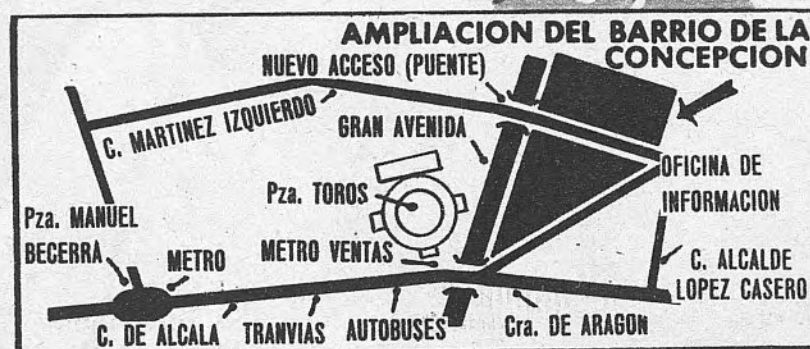 AMPLIACION DEL BARRIO DE LA
CONCEPCION
NUEVO ACCESO (PUENTE)
C. MARTINEZ IZQUIERDO
GRAN AVENIDA
OFICINA DE
INFORMACION
Pza. TOROS
Pza. MANUEL
BECERRA
METRO
METRO VENTAS
C. ALCALDE
LOPEZ CASERO
C. DE ALCALA
TRANVIAS
AUTOBUSES
Cra. DE ARAGON